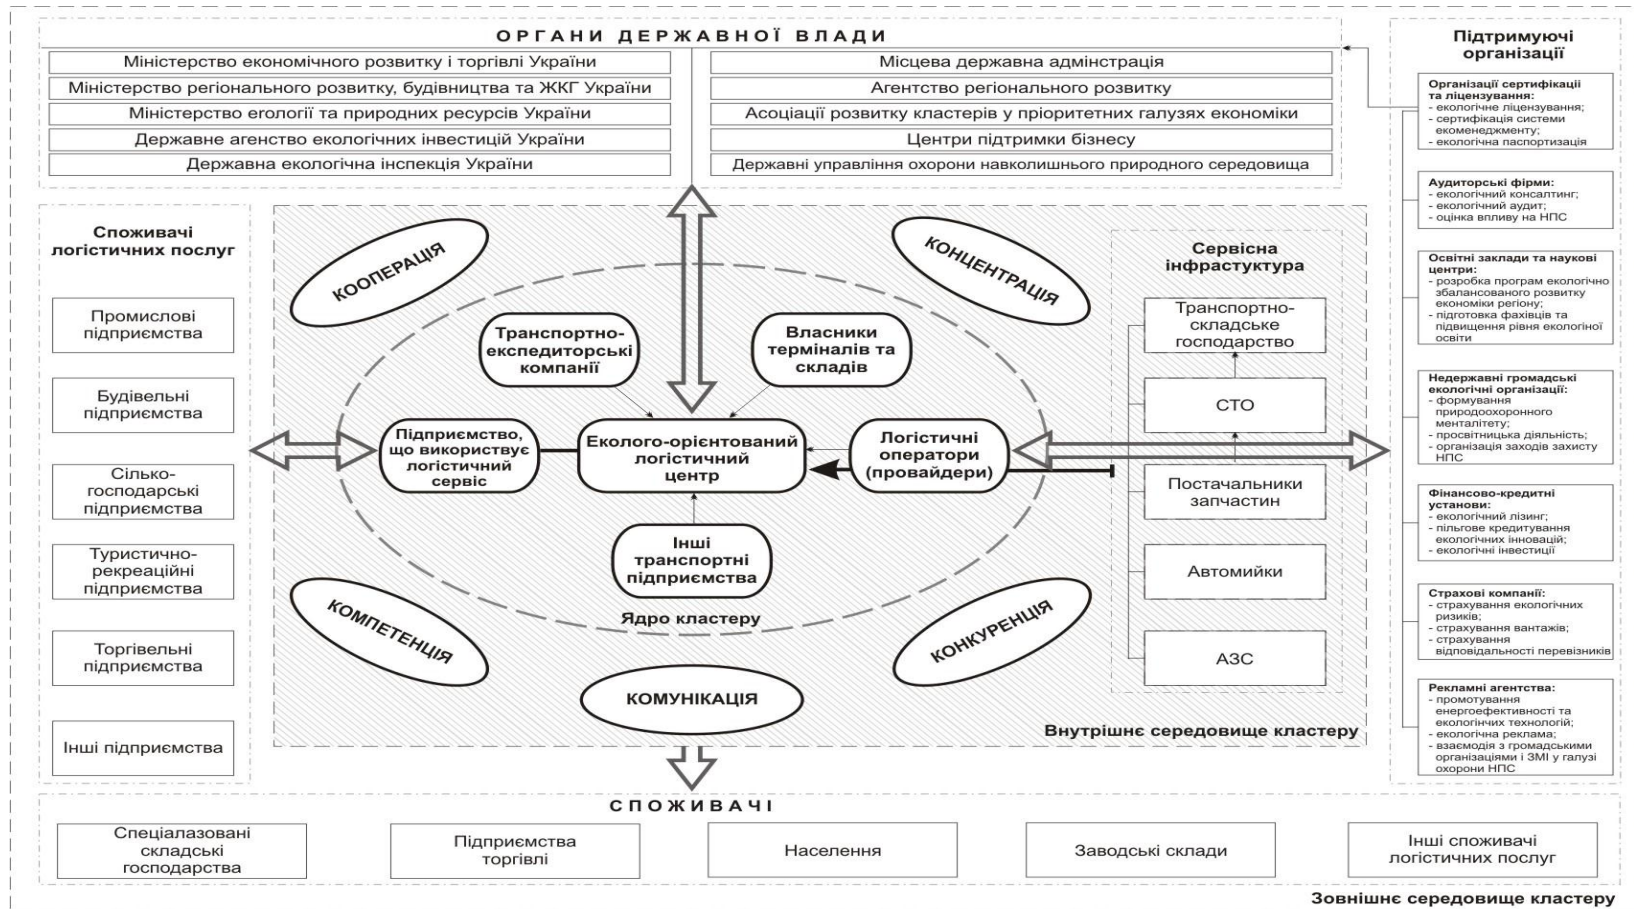 ОРГАНИ ДЕРЖАВНОЇ ВЛАДИ
Міністерство економічного розвитку і торгівлі України
Міністерство регіонального розвитку, будівництва та ЖКГ України
Міністерство егології та природних ресурсів України
Державне агенство екологічних інвестицій України
Державна екологічна інспекція України
Місцева державна адмінстрація
Агентство регіонального розвитку
Асоціації розвитку кластерів у пріоритетних галузях економіки
Центри підтримки бізнесу
Державні управління охорони навколишнього природного середовища
Підтримуючі
організації
Організації сертифікації
та ліцензування:
- екологічне ліцензування;
- сертифікація системи
екоменеджменту;
- екологічна паспортизація
Аудиторські фірми:
- екологічний консалтинг;
- екологічний аудит;
- оцінка впливу на НПС
Освітні заклади та наукові
центри:
- розробка програм екологічно
збалансованого розвитку
економіки регіону;
- підготовка фахівців та
підвищення рівня екологіної
освіти
Недержавні громадські
екологічні організації:
- формування
природоохоронного
менталітету;
- просвітницька діяльність;
- організація заходів захисту
НПС
Фінансово-кредитні
установи:
- екологічний лізинг;
- пільгове кредитування
екологічних інновацій;
- екологічні інвестиції
Страхові компанії:
- страхування екологічних
ризиків;
- страхування вантажів;
- страхування
відповідальності перевізників
Рекламні агентства:
- промотування
енергоефективності та
екологінчих технологій;
- екологічна реклама;
- взаємодія з громадськими
організаціями і ЗМІ у галузі
охорони НПС
Споживачі
логістичних послуг
Промислові
підприємства
Будівельні
підприємства
Сілько-
господарські
підприємства
Туристично-
рекреаційні
підприємства
Торгівельні
підприємства
Інші підприємства
КООПЕРАЦІЯ
КОНЦЕНТРАЦІЯ
Транспортно-
експедиторські
компанії
Власники
терміналів та
складів
Підприємство,
що використвує
логістичний
сервіс
Еколого-орієнтований
логістичний
центр
Логістичні
оператори
(провайдери)
Інші
транспортні
підприємства
Ядро кластеру
КОМПЕТЕНЦІЯ
КОМУНІКАЦІЯ
КОНКУРЕНЦІЯ
Сервісна
інфрастуктура
Транспортно-
складське
господарство
СТО
Постачальники
запчастин
Автомийки
АЗС
Внутрішнє середовище кластеру
СПОЖИВАЧІ
Спеціалазовані
складські
господарства
Підприємства
торгівлі
Населення
Заводські склади
Інші споживачі
логістичних послуг
Зовнішнє середовище кластеру